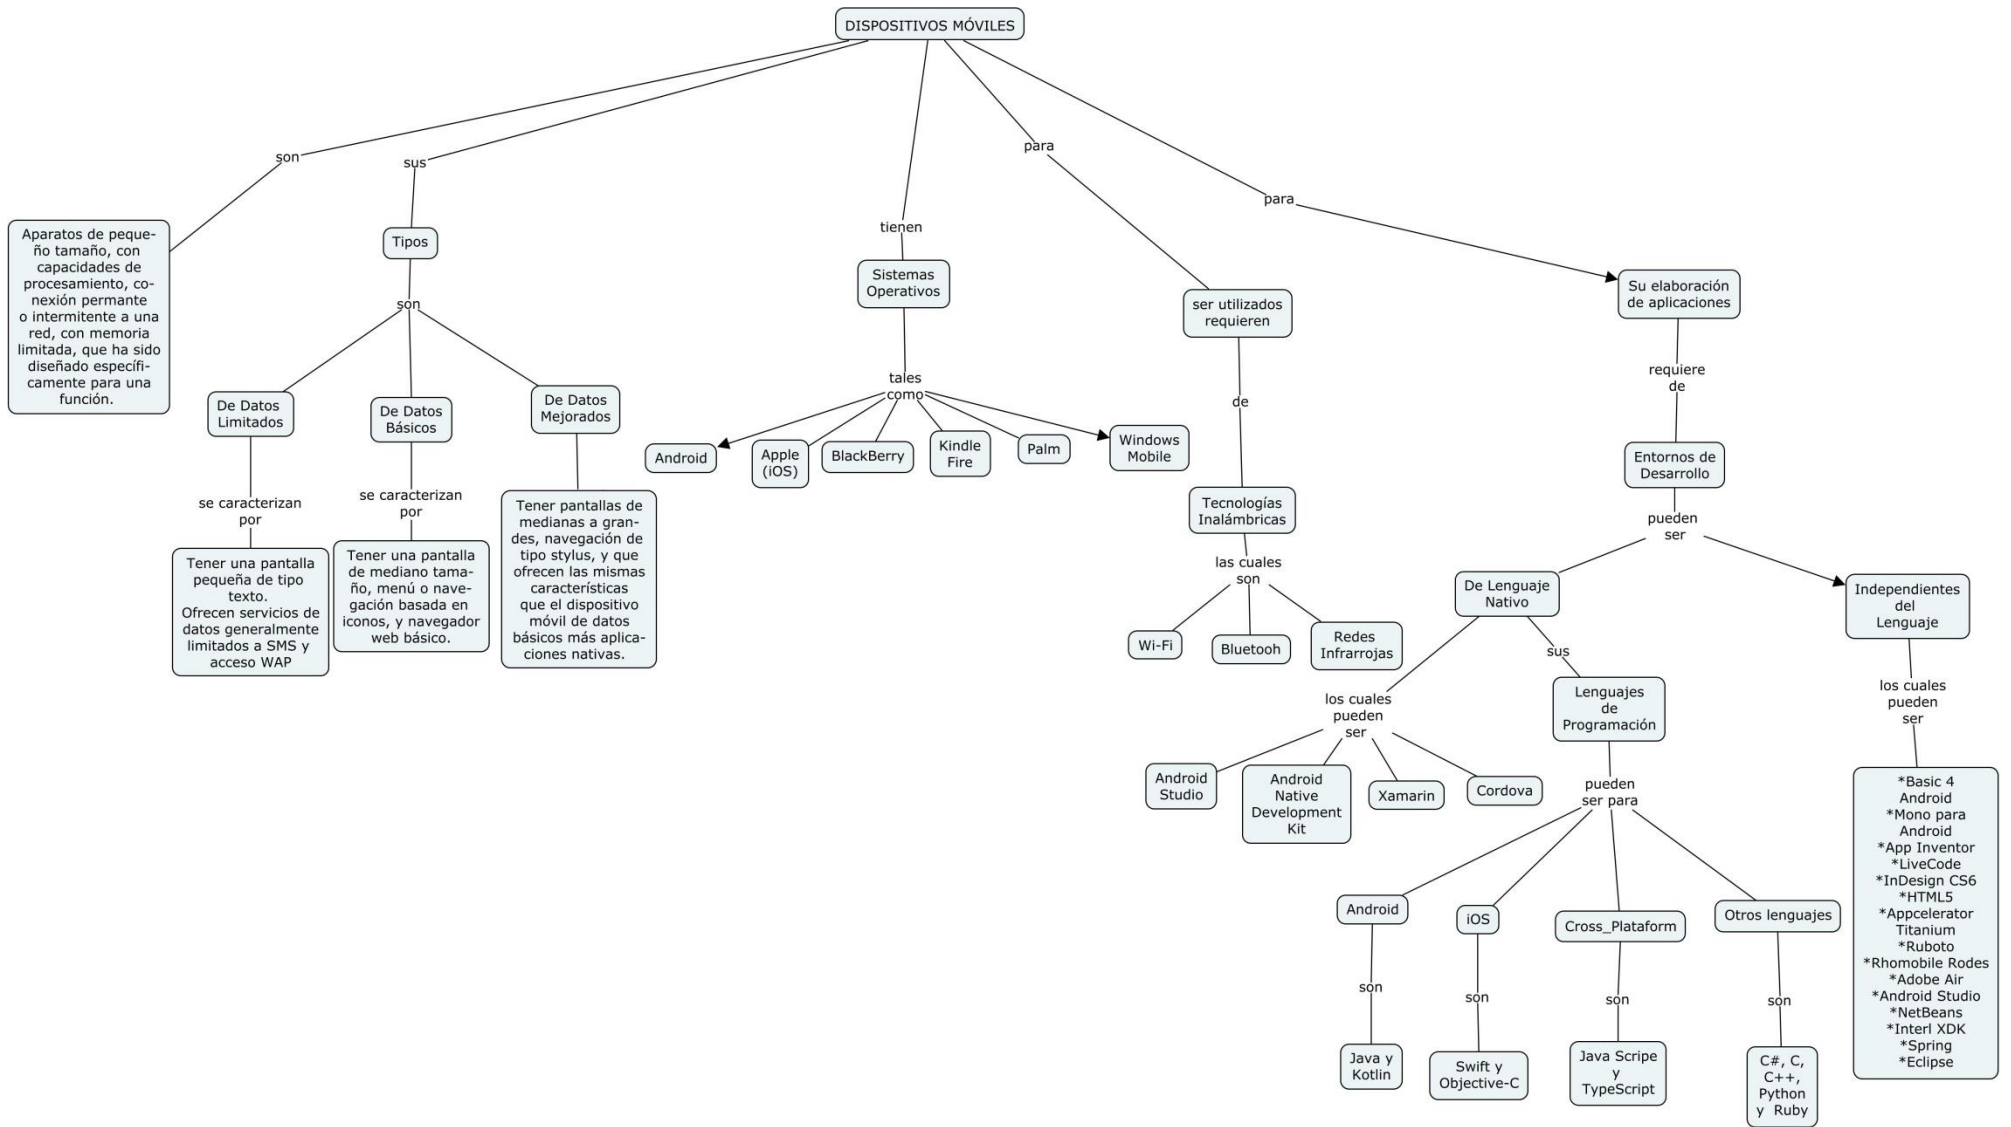 DISPOSITIVOS MÓVILES
son
Aparatos de peque-
ño tamaño, con
capacidades de
procesamiento, co-
nexión permante
o intermitente a una
red, con memoria
limitada, que ha sido
diseñado específi-
camente para una
función.
sus
Tipos
son
De Datos
Limitados
se caracterizan
por
Tener una pantalla
pequeña de tipo
texto.
Ofrecen servicios de
datos generalmente
limitados a SMS y
acceso WAP
De Datos
Básicos
se caracterizan
por
Tener una pantalla
de mediano tama-
ño, menú o nave-
gación basada en
iconos, y navegador
web básico.
De Datos
Mejorados
Tener pantallas de
medianas a gran-
des, navegación de
tipo stylus, y que
ofrecen las mismas
características
que el dispositivo
móvil de datos
básicos más aplica-
ciones nativas.
tienen
Sistemas
Operativos
tales
como
Android
Apple
(iOS)
BlackBerry
Kindle
Fire
Palm
Windows
Mobile
para
ser utilizados
requieren
de
Tecnologías
Inalámbricas
las cuales
son
Wi-Fi
Bluetooh
Redes
Infrarrojas
para
Su elaboración
de aplicaciones
requiere
de
Entornos de
Desarrollo
pueden
ser
De Lenguaje
Nativo
los cuales
pueden
ser
Android
Studio
Android
Native
Development
Kit
Xamarin
Cordova
sus
Lenguajes
de
Programación
pueden
ser para
Android
son
Java y
Kotlin
iOS
son
Swift y
Objective-C
Cross_Plataform
son
Java Scripe
y
TypeScript
Otros lenguajes
son
C#, C,
C++,
Python
y Ruby
Independientes
del
Lenguaje
los cuales
pueden
ser
*Basic 4
Android
*Mono para
Android
*App Inventor
*LiveCode
*InDesign CS6
*HTML5
*Appcelerator
Titanium
*Ruboto
*Rhomobile Rodes
*Adobe Air
*Android Studio
*NetBeans
*Interl XDK
*Spring
*Eclipse